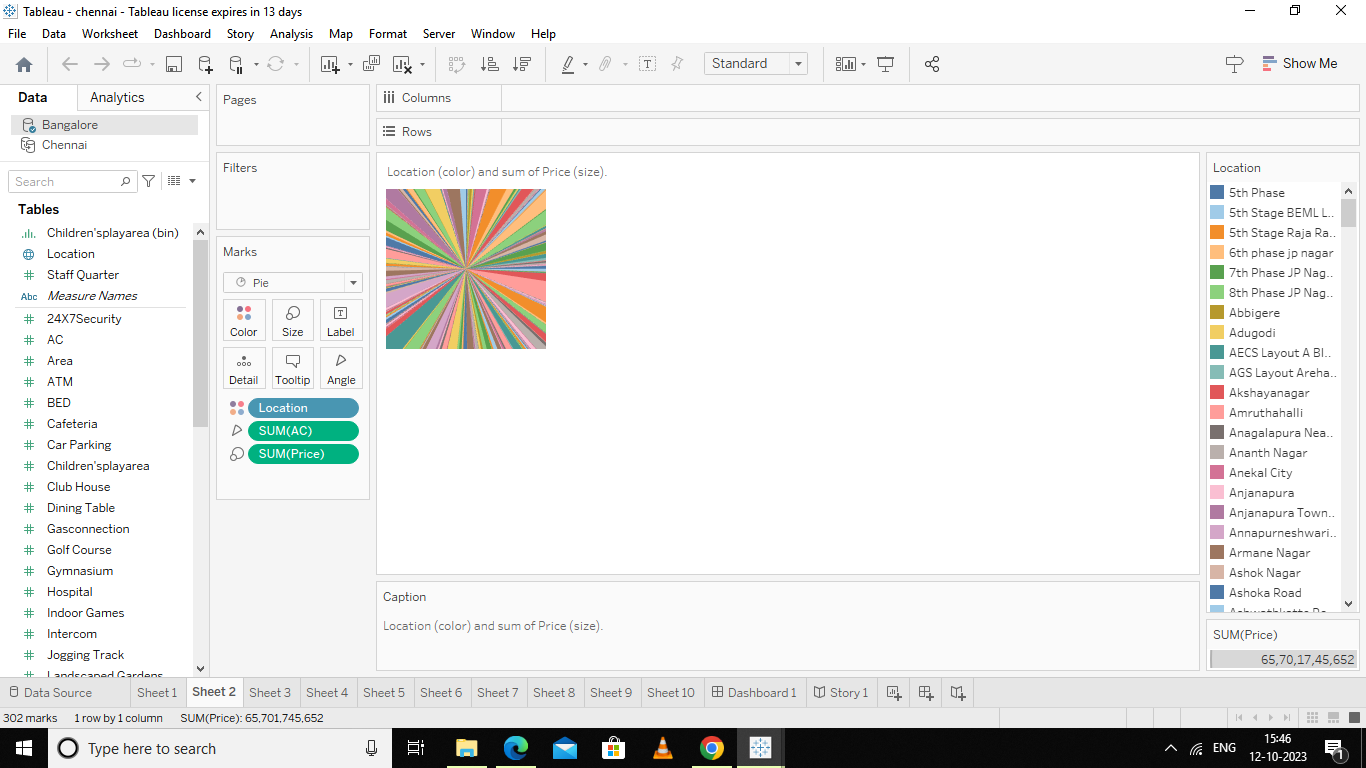 Tableau - chennai - Tableau license expires in 13 days
File Data Worksheet Dashboard Story Analysis Map Format Server Window Help
Standard
Show Me
Data Analytics
Bangalore
Chennai
Search
Tables
Children'splayarea (bin)
Location
Staff Quarter
Abc Measure Names
24X7Security
AC
Area
ATM
BED
Cafeteria
Car Parking
Children'splayarea
Club House
Dining Table
Gasconnection
Golf Course
Gymnasium
Hospital
Indoor Games
Intercom
Jogging Track
Landscaped Gardens
Pages
Filters
Marks
Pie
Color Size Label
Detail Tooltip Angle
Location
SUM(AC)
SUM(Price)
Columns
Rows
Location (color) and sum of Price (size).
Caption
Location (color) and sum of Price (size).
Location
5th Phase
5th Stage BEML L..
5th Stage Raja Ra..
6th phase jp nagar
7th Phase JP Nag..
8th Phase JP Nag..
Abbigere
Adugodi
AECS Layout A Bl..
AGS Layout Areha..
Akshayanagar
Amruthahalli
Anagalapura Nea..
Ananth Nagar
Anekal City
Anjanapura
Anjanapura Town..
Annapurneshwari..
Armane Nagar
Ashok Nagar
Ashoka Road
SUM(Price)
65,70,17,45,652
Data Source Sheet 1 Sheet 2 Sheet 3 Sheet 4 Sheet 5 Sheet 6 Sheet 7 Sheet 8 Sheet 9 Sheet 10 Dashboard 1 Story 1
302 marks 1 row by 1 column SUM(Price): 65,701,745,652
Type here to search
ENG
15:46
12-10-2023
1